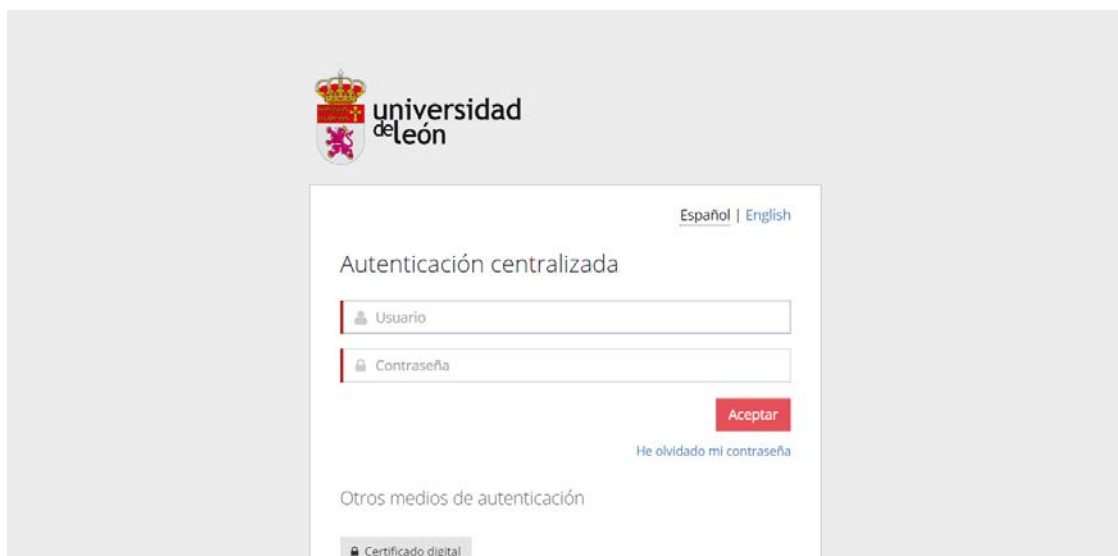 universidad
de león
Español | English
Autenticación centralizada
Usuario
Contraseña
Aceptar
He olvidado mi contraseña
Otros medios de autenticación
Certificado digital